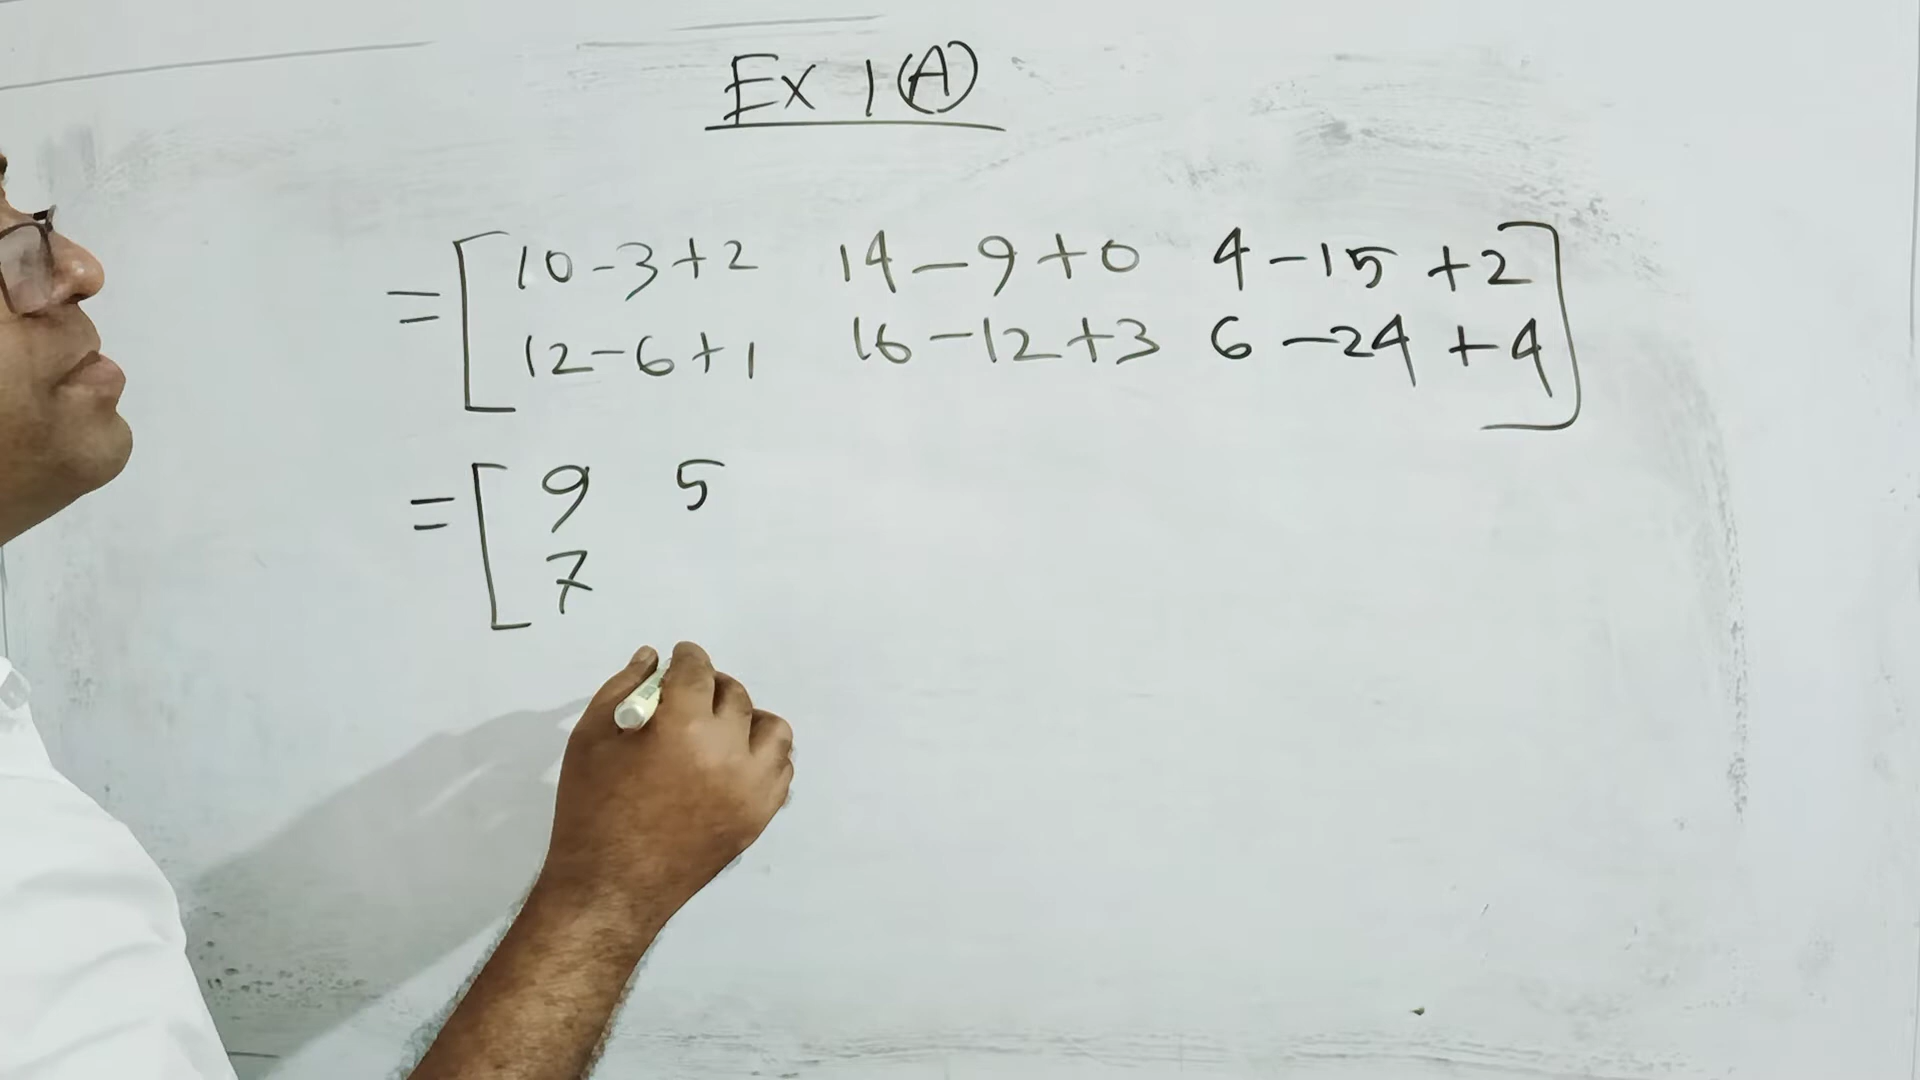 Ex 1(A)
= [ 10-3+2 14-9+0 4-15+2
12-6+1 16-12+3 6-24+4 ]
= [ 9 5
7